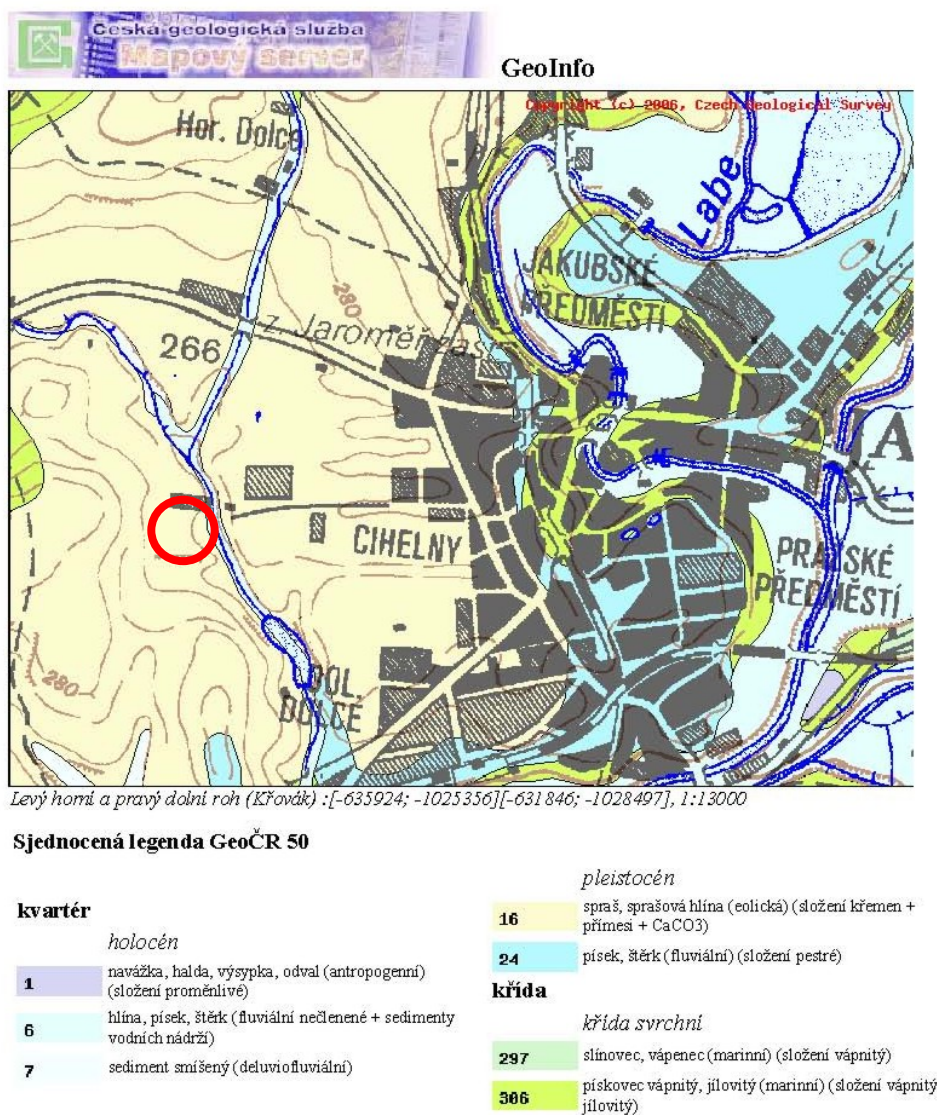 Česká geologická služba
Mapový server
GeoInfo
Copyright (c) 2006, Czech Geological Survey
Hor. Dolce
Labe
JAKUBSKÉ
PŘEDMĚSTÍ
280
z. Jaroměř zast.
266
A
CIHELNY
PRAŽSKÉ
PŘEDMĚSTÍ
280
DOL.
DOLCE
Levý horní a pravý dolní roh (Křovák) :[-635924; -1025356][-631846; -1028497], 1:13000
Sjednocená legenda GeoČR 50
kvartér
holocén
1 navážka, halda, výsypka, odval (antropogenní)
(složení proměnlivé)
6 hlína, písek, štěrk (fluviální nečlenené + sedimenty
vodních nádrží)
7 sediment smíšený (deluviofluviální)
pleistocén
16 spraš, sprašová hlína (eolická) (složení křemen +
přímesi + CaCO3)
24 písek, štěrk (fluviální) (složení pestré)
křída
křída svrchní
297 slínovec, vápenec (marinní) (složení vápnitý)
306 pískovec vápnitý, jílovitý (marinní) (složení vápnitý
jílovitý)